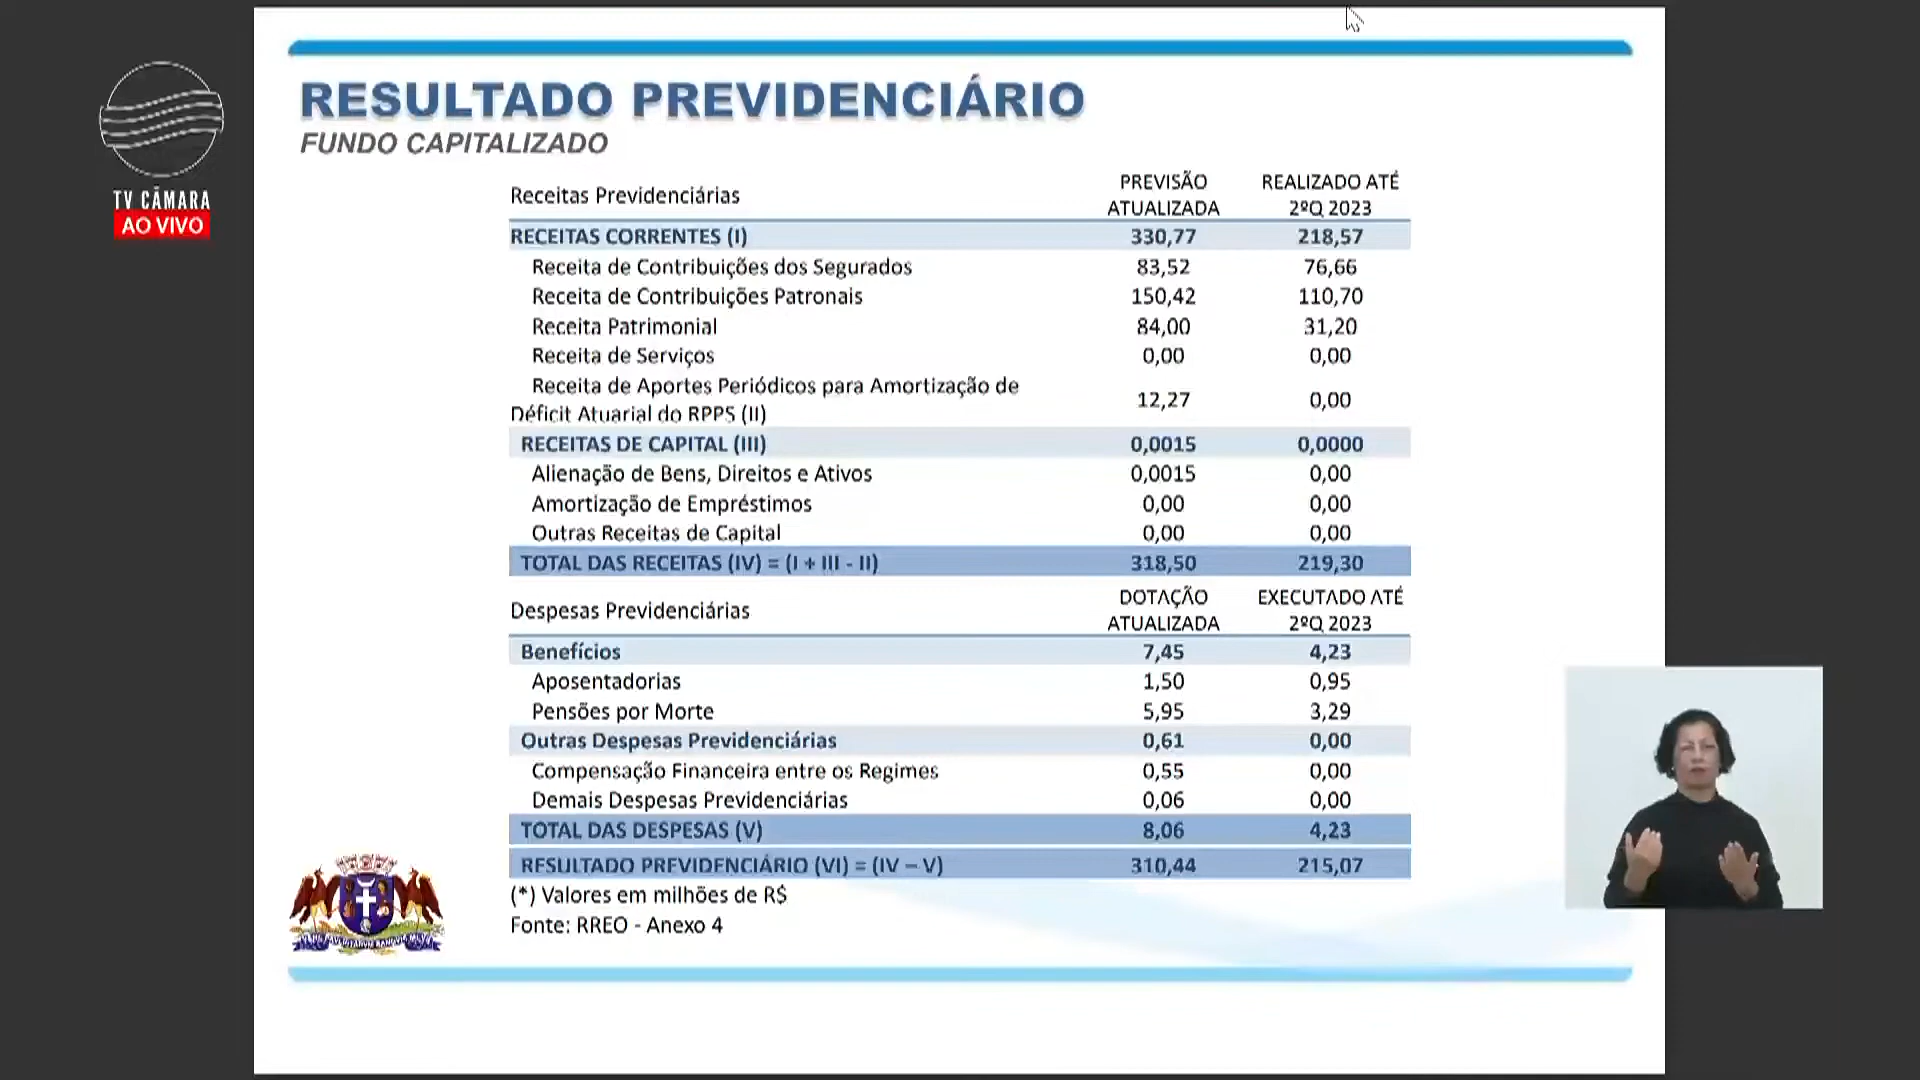 TV CÂMARA
AO VIVO
RESULTADO PREVIDENCIÁRIO
FUNDO CAPITALIZADO
Receitas Previdenciárias PREVISÃO ATUALIZADA REALIZADO ATÉ 2ºQ 2023
RECEITAS CORRENTES (I) 330,77 218,57
Receita de Contribuições dos Segurados 83,52 76,66
Receita de Contribuições Patronais 150,42 110,70
Receita Patrimonial 84,00 31,20
Receita de Serviços 0,00 0,00
Receita de Aportes Periódicos para Amortização de
Déficit Atuarial do RPPS (II) 12,27 0,00
RECEITAS DE CAPITAL (III) 0,0015 0,0000
Alienação de Bens, Direitos e Ativos 0,0015 0,00
Amortização de Empréstimos 0,00 0,00
Outras Receitas de Capital 0,00 0,00
TOTAL DAS RECEITAS (IV) = (I + III - II) 318,50 219,30
Despesas Previdenciárias DOTAÇÃO ATUALIZADA EXECUTADO ATÉ 2ºQ 2023
Benefícios 7,45 4,23
Aposentadorias 1,50 0,95
Pensões por Morte 5,95 3,29
Outras Despesas Previdenciárias 0,61 0,00
Compensação Financeira entre os Regimes 0,55 0,00
Demais Despesas Previdenciárias 0,06 0,00
TOTAL DAS DESPESAS (V) 8,06 4,23
RESULTADO PREVIDENCIÁRIO (VI) = (IV – V) 310,44 215,07
(*) Valores em milhões de R$
Fonte: RREO - Anexo 4